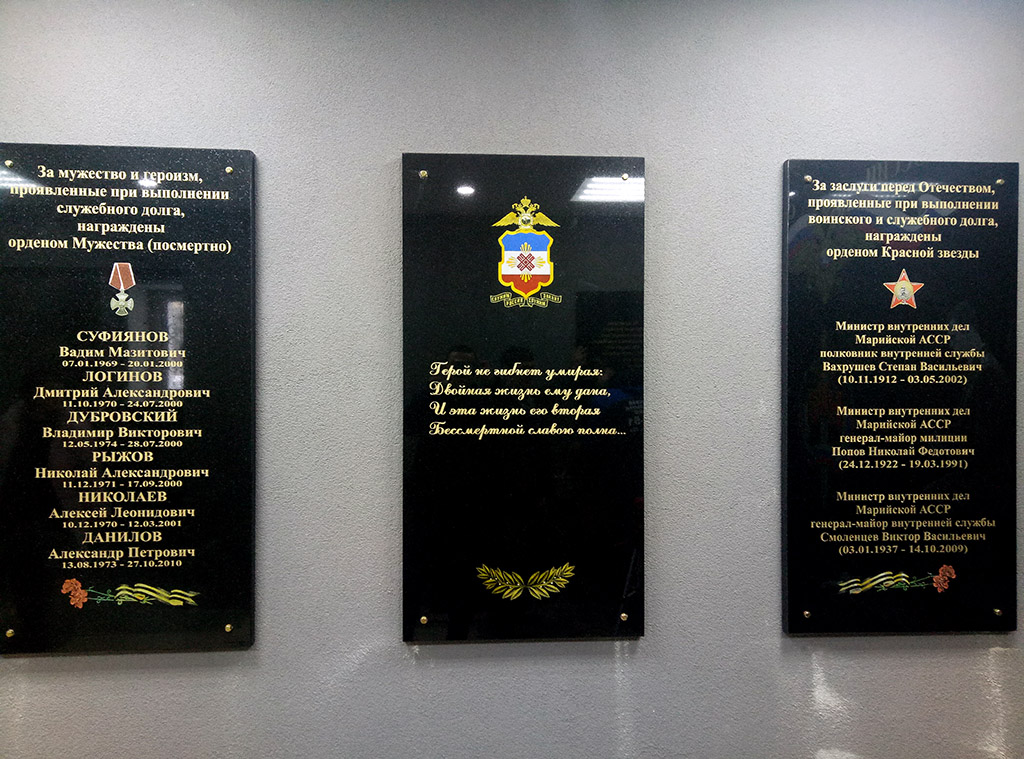 За мужество и героизм,
проявленные при выполнении
служебного долга,
награждены
орденом Мужества (посмертно)
СУФИЯНОВ
Вадим Мазитович
07.01.1969 - 20.01.2000
ЛОГИНОВ
Дмитрий Александрович
11.10.1970 - 24.07.2000
ДУБРОВСКИЙ
Владимир Викторович
12.05.1974 - 28.07.2000
РЫЖОВ
Николай Александрович
11.12.1971 - 17.09.2000
НИКОЛАЕВ
Алексей Леонидович
10.12.1970 - 12.03.2001
ДАНИЛОВ
Александр Петрович
13.08.1973 - 27.10.2010
Герой не гибнет умирая:
Двойная жизнь ему дана,
И эта жизнь его вторая
Бессмертной славою полна...
За заслуги перед Отечеством,
проявленные при выполнении
воинского и служебного долга,
награждены
орденом Красной звезды
Министр внутренних дел
Марийской АССР
полковник внутренней службы
Вахрушев Степан Васильевич
(10.11.1912 - 03.05.2002)
Министр внутренних дел
Марийской АССР
генерал-майор милиции
Попов Николай Федотович
(24.12.1922 - 19.03.1991)
Министр внутренних дел
Марийской АССР
генерал-майор внутренней службы
Смоленцев Виктор Васильевич
(03.01.1937 - 14.10.2009)